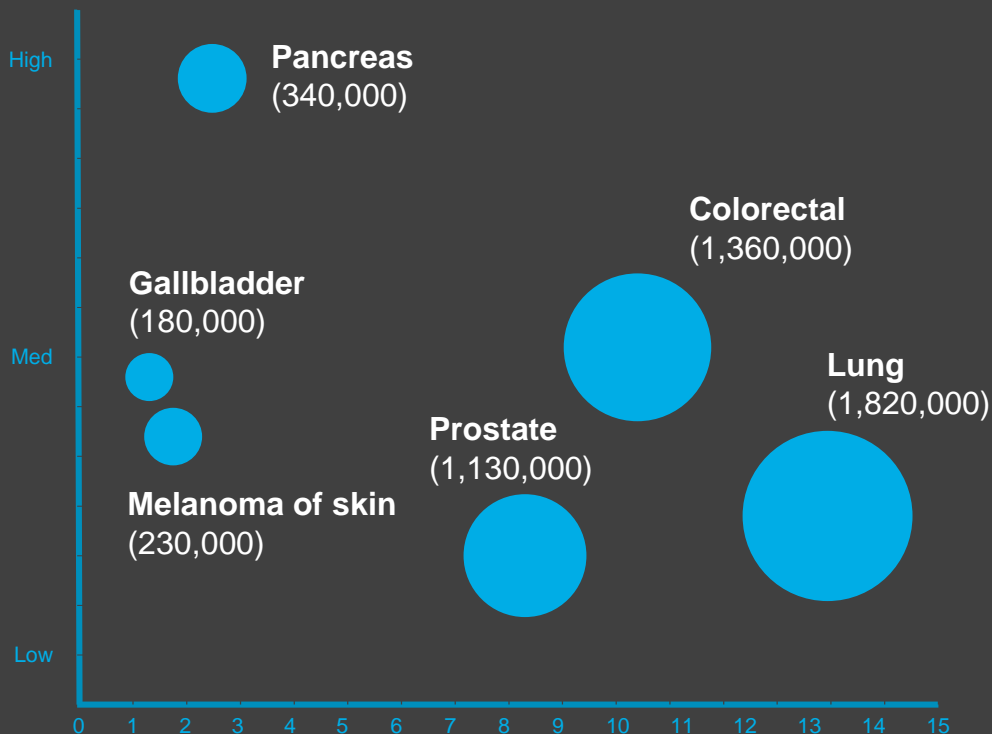 High
Pancreas
(340,000)
Colorectal
(1,360,000)
Gallbladder
(180,000)
Med
Lung
(1,820,000)
Prostate
(1,130,000)
Melanoma of skin
(230,000)
Low
0 1 2 3 4 5 6 7 8 9 10 11 12 13 14 15